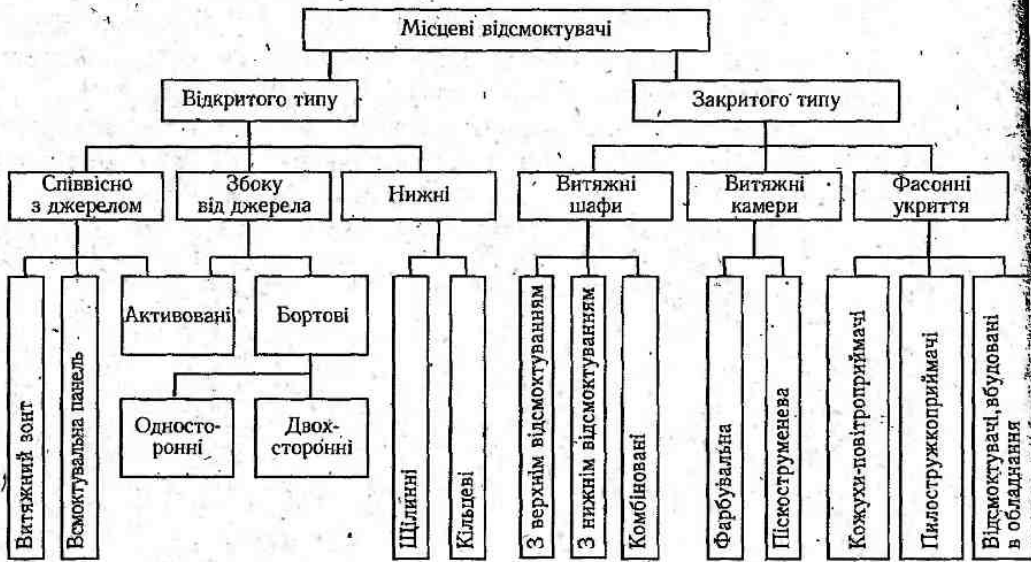 Місцеві відсмоктувачі
Відкритого типу
Закритого типу
Співвісно
з джерелом
Збоку
від джерела
Нижні
Витяжні
шафи
Витяжні
камери
Фасонні
укриття
Витяжний зонт
Всмоктувальна панель
Активовані
Бортові
Односто-
ронні
Двох-
сторонні
Щілинні
Кільцеві
З верхнім відсмоктуванням
З нижнім відсмоктуванням
Комбіновані
Фарбувальна
Піскоструменева
Кожухи-повітроприймачі
Пилостружкоприймачі
Відсмоктувачі, вбудовані
в обладнання